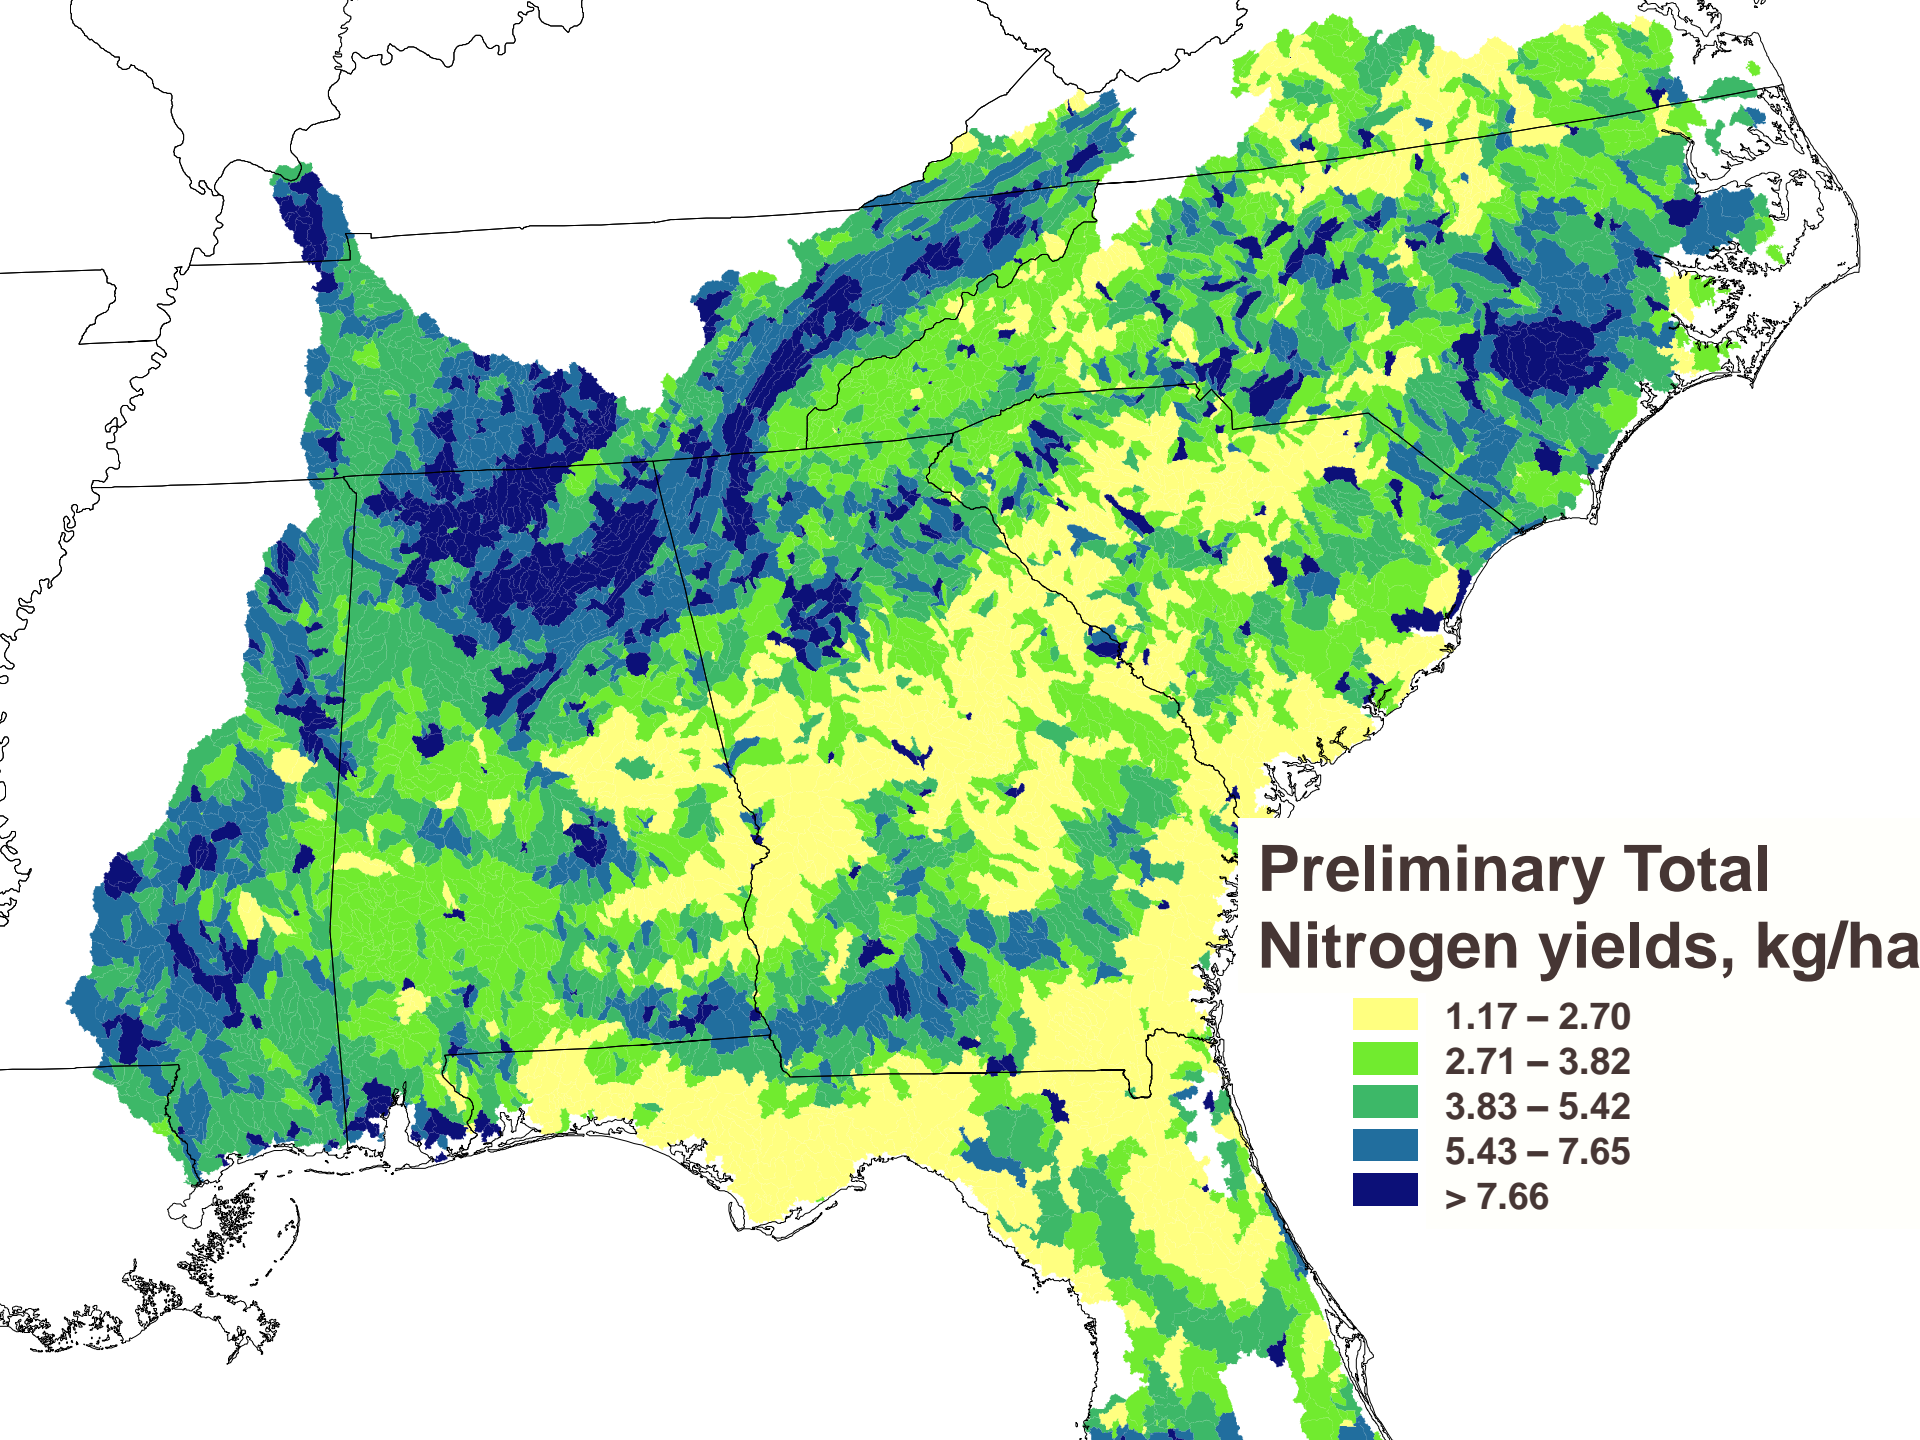 Preliminary Total
Nitrogen yields, kg/ha
1.17 – 2.70
2.71 – 3.82
3.83 – 5.42
5.43 – 7.65
> 7.66